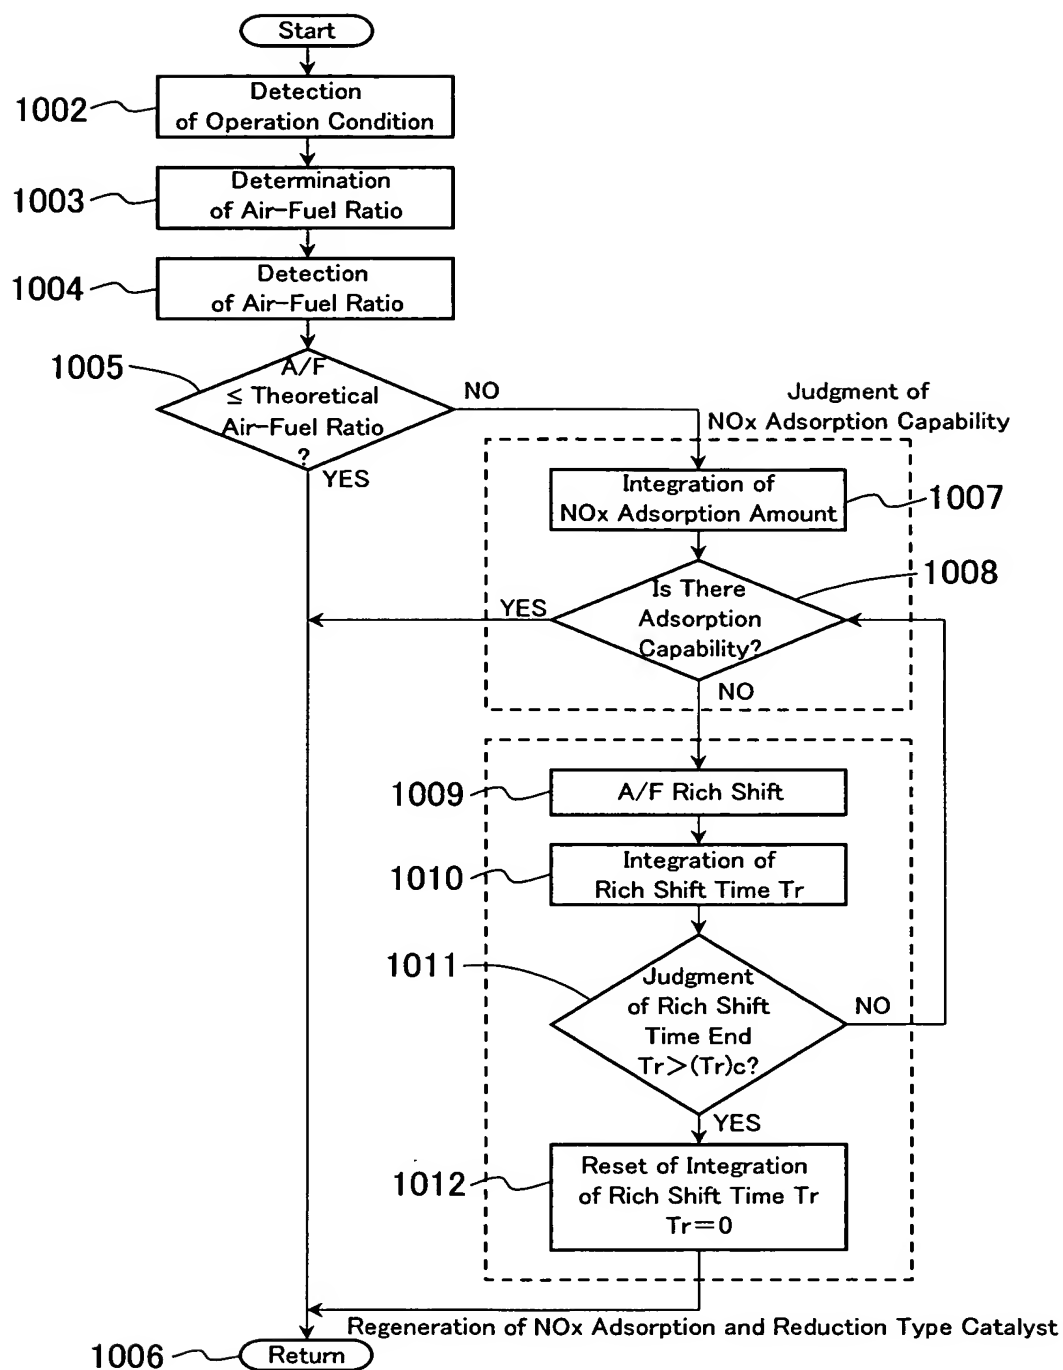 Start
1002
Detection
of Operation Condition
1003
Determination
of Air-Fuel Ratio
1004
Detection
of Air-Fuel Ratio
1005
A/F
≤ Theoretical
Air-Fuel Ratio
?
NO
YES
Judgment of
NOx Adsorption Capability
Integration of
NOx Adsorption Amount
1007
1008
Is There
Adsorption
Capability?
YES
NO
1009
A/F Rich Shift
1010
Integration of
Rich Shift Time Tr
1011
Judgment
of Rich Shift
Time End
Tr>(Tr)c?
NO
YES
1012
Reset of Integration
of Rich Shift Time Tr
Tr=0
Regeneration of NOx Adsorption and Reduction Type Catalyst
1006
Return